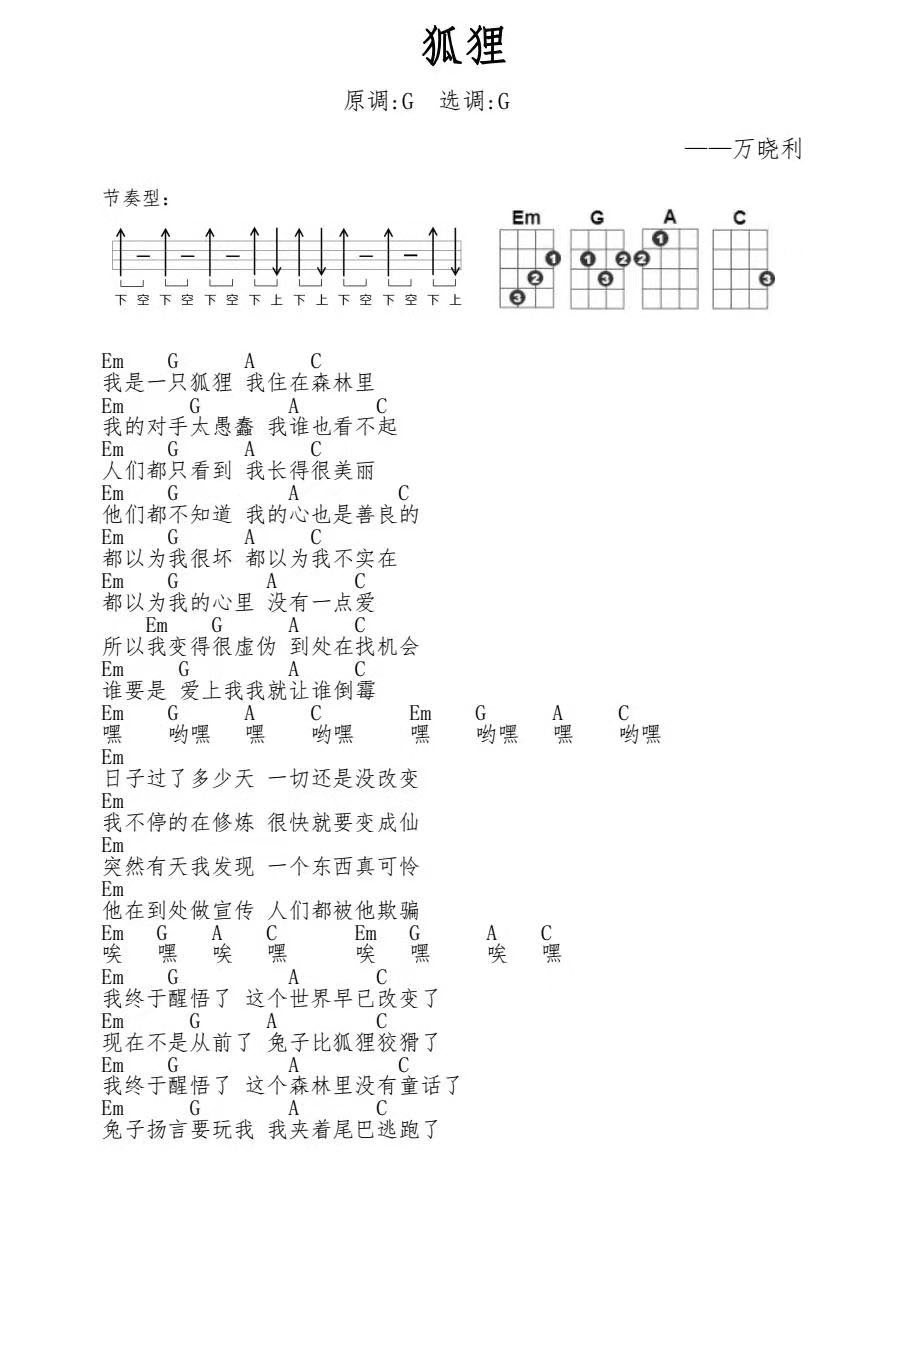 狐狸
原调:G 选调:G
——万晓利
节奏型:
Em G A C
1 1 2 2 1
2 3 3
3
下 空 下 空 下 空 下 上 下 上 下 空 下 空 下 上
Em G A C
我是一只狐狸 我住在森林里
Em G A C
我的对手太愚蠢 我谁也看不起
Em G A C
人们都只看到 我长得很美丽
Em G A C
他们都不知道 我的心也是善良的
Em G A C
都以为我很坏 都以为我不实在
Em G A C
都以为我的心里 没有一点爱
Em G A C
所以我变得很虚伪 到处在找机会
Em G A C
谁要是 爱上我我就让谁倒霉
Em G A C Em G A C
嘿 哟嘿 嘿 哟嘿 嘿 哟嘿 嘿 哟嘿
Em
日子过了多少天 一切还是没改变
Em
我不停的在修炼 很快就要变成仙
Em
突然有天我发现 一个东西真可怜
Em
他在到处做宣传 人们都被他欺骗
Em G A C Em G A C
唉 嘿 唉 嘿 唉 嘿 唉 嘿
Em G A C
我终于醒悟了 这个世界早已改变了
Em G A C
现在不是从前了 兔子比狐狸狡猾了
Em G A C
我终于醒悟了 这个森林里没有童话了
Em G A C
兔子扬言要玩我 我夹着尾巴逃跑了